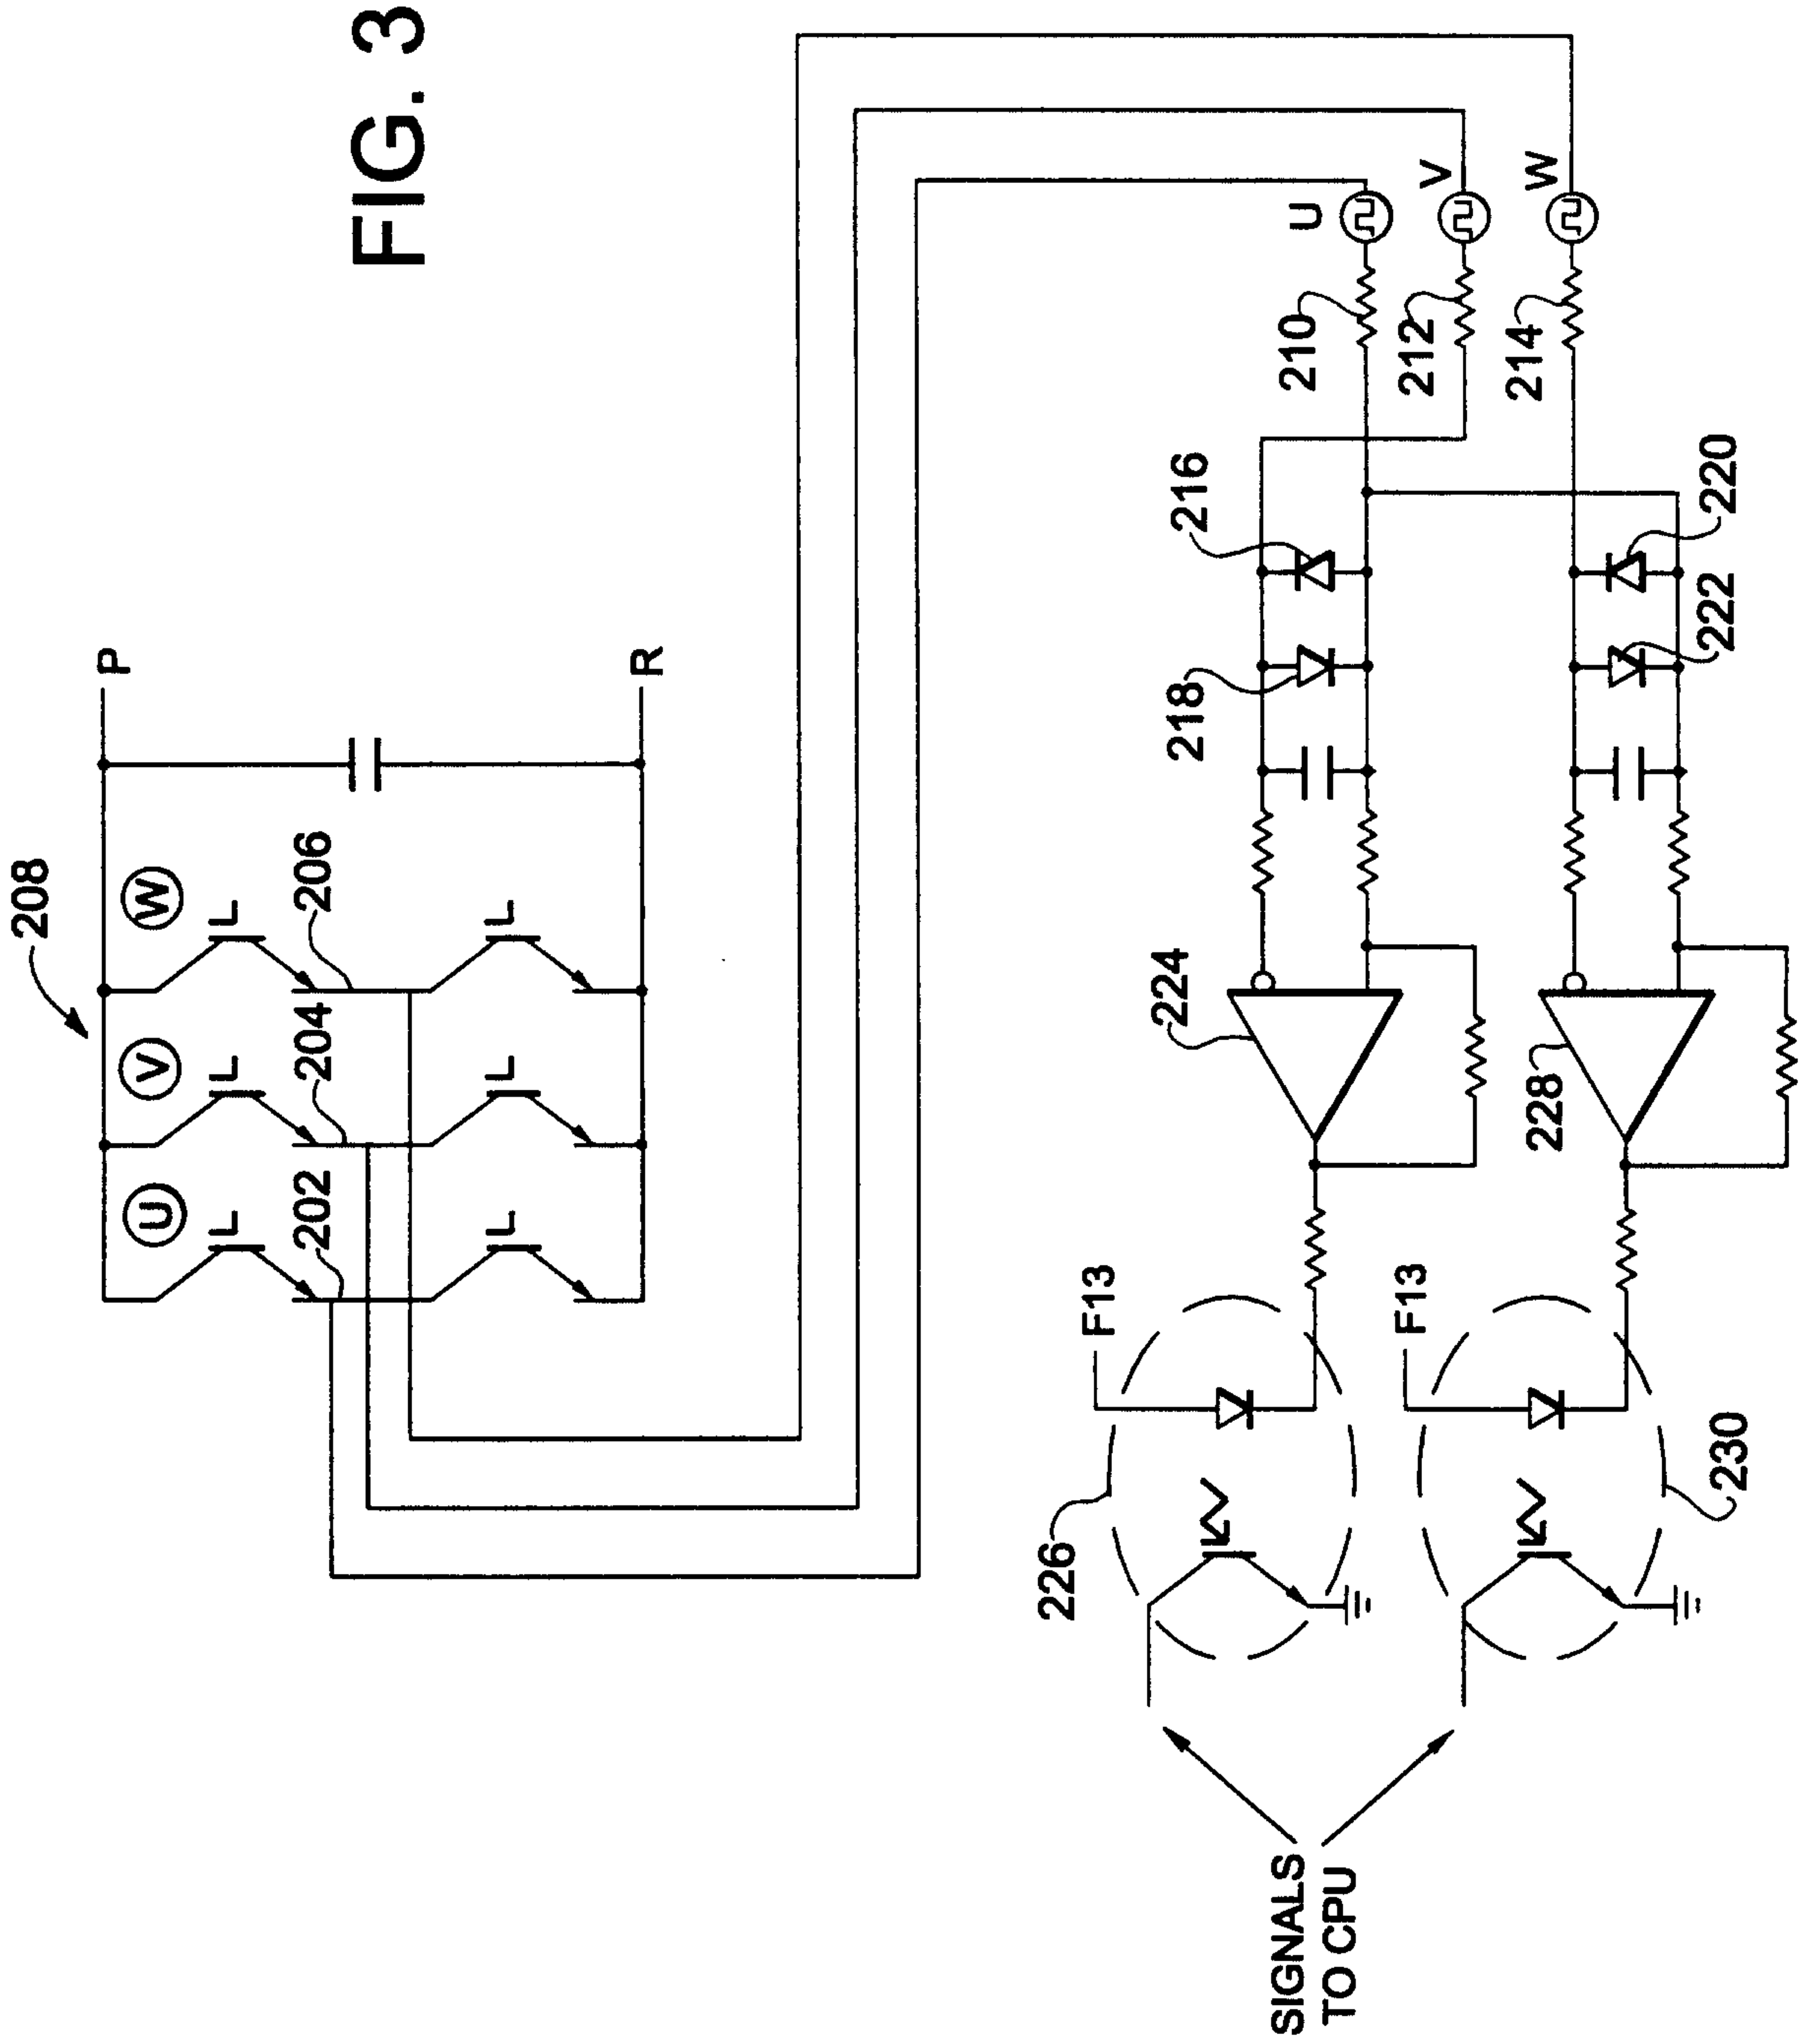 FIG. 3
208
P
R
U
V
W
L
L
L
L
L
L
202
204
206
U
V
W
210
212
214
216
218
220
222
224
228
F13
F13
226
230
SIGNALS
TO CPU